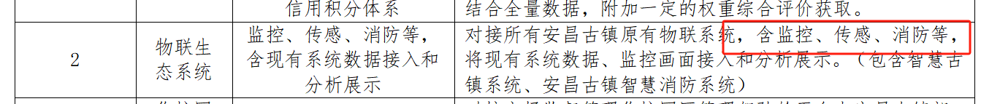 信用积分体系
结合全量数据，附加一定的权重综合评价获取。
2
物联生
态系统
监控、传感、消防等，
含现有系统数据接入和
分析展示
对接所有安昌古镇原有物联系统，含监控、传感、消防等，
将现有系统数据、监控画面接入和分析展示。（包含智慧古
镇系统、安昌古镇智慧消防系统）